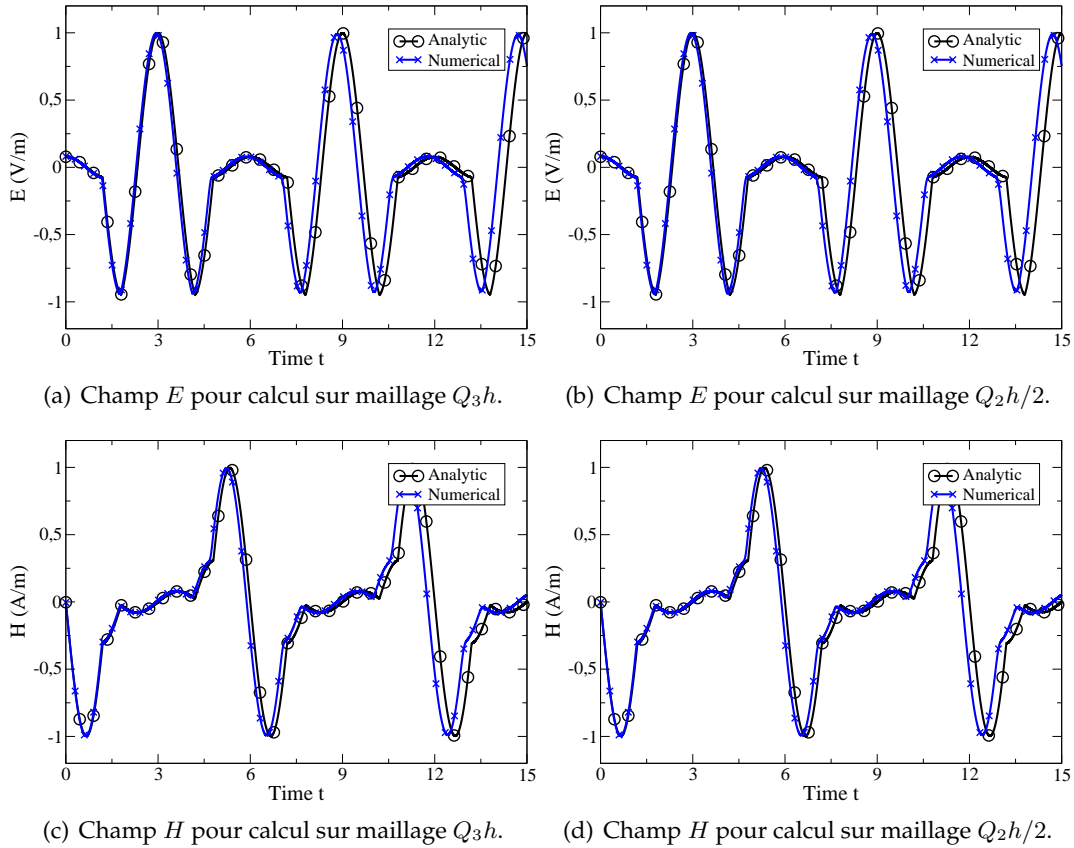 1
0,5
0
-0,5
-1
E (V/m)
Analytic
Numerical
0 3 6 9 12 15
Time t
(a) Champ E pour calcul sur maillage Q₃h.
1
0,5
0
-0,5
-1
E (V/m)
Analytic
Numerical
0 3 6 9 12 15
Time t
(b) Champ E pour calcul sur maillage Q₂h/2.
1
0,5
0
-0,5
-1
H (A/m)
Analytic
Numerical
0 3 6 9 12 15
Time t
(c) Champ H pour calcul sur maillage Q₃h.
1
0,5
0
-0,5
-1
H (A/m)
Analytic
Numerical
0 3 6 9 12 15
Time t
(d) Champ H pour calcul sur maillage Q₂h/2.